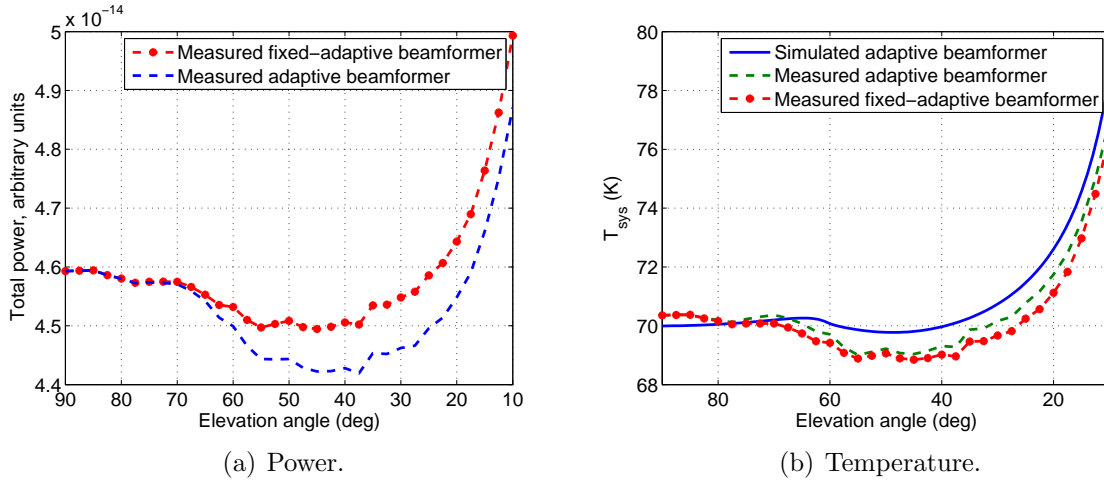 x 10−14
5
4.9
4.8
4.7
4.6
4.5
4.4
90 80 70 60 50 40 30 20 10
Elevation angle (deg)
Total power, arbitrary units
Measured fixed−adaptive beamformer
Measured adaptive beamformer
(a) Power.
80
78
76
74
72
70
68
80 60 40 20
Elevation angle (deg)
Tsys (K)
Simulated adaptive beamformer
Measured adaptive beamformer
Measured fixed−adaptive beamformer
(b) Temperature.